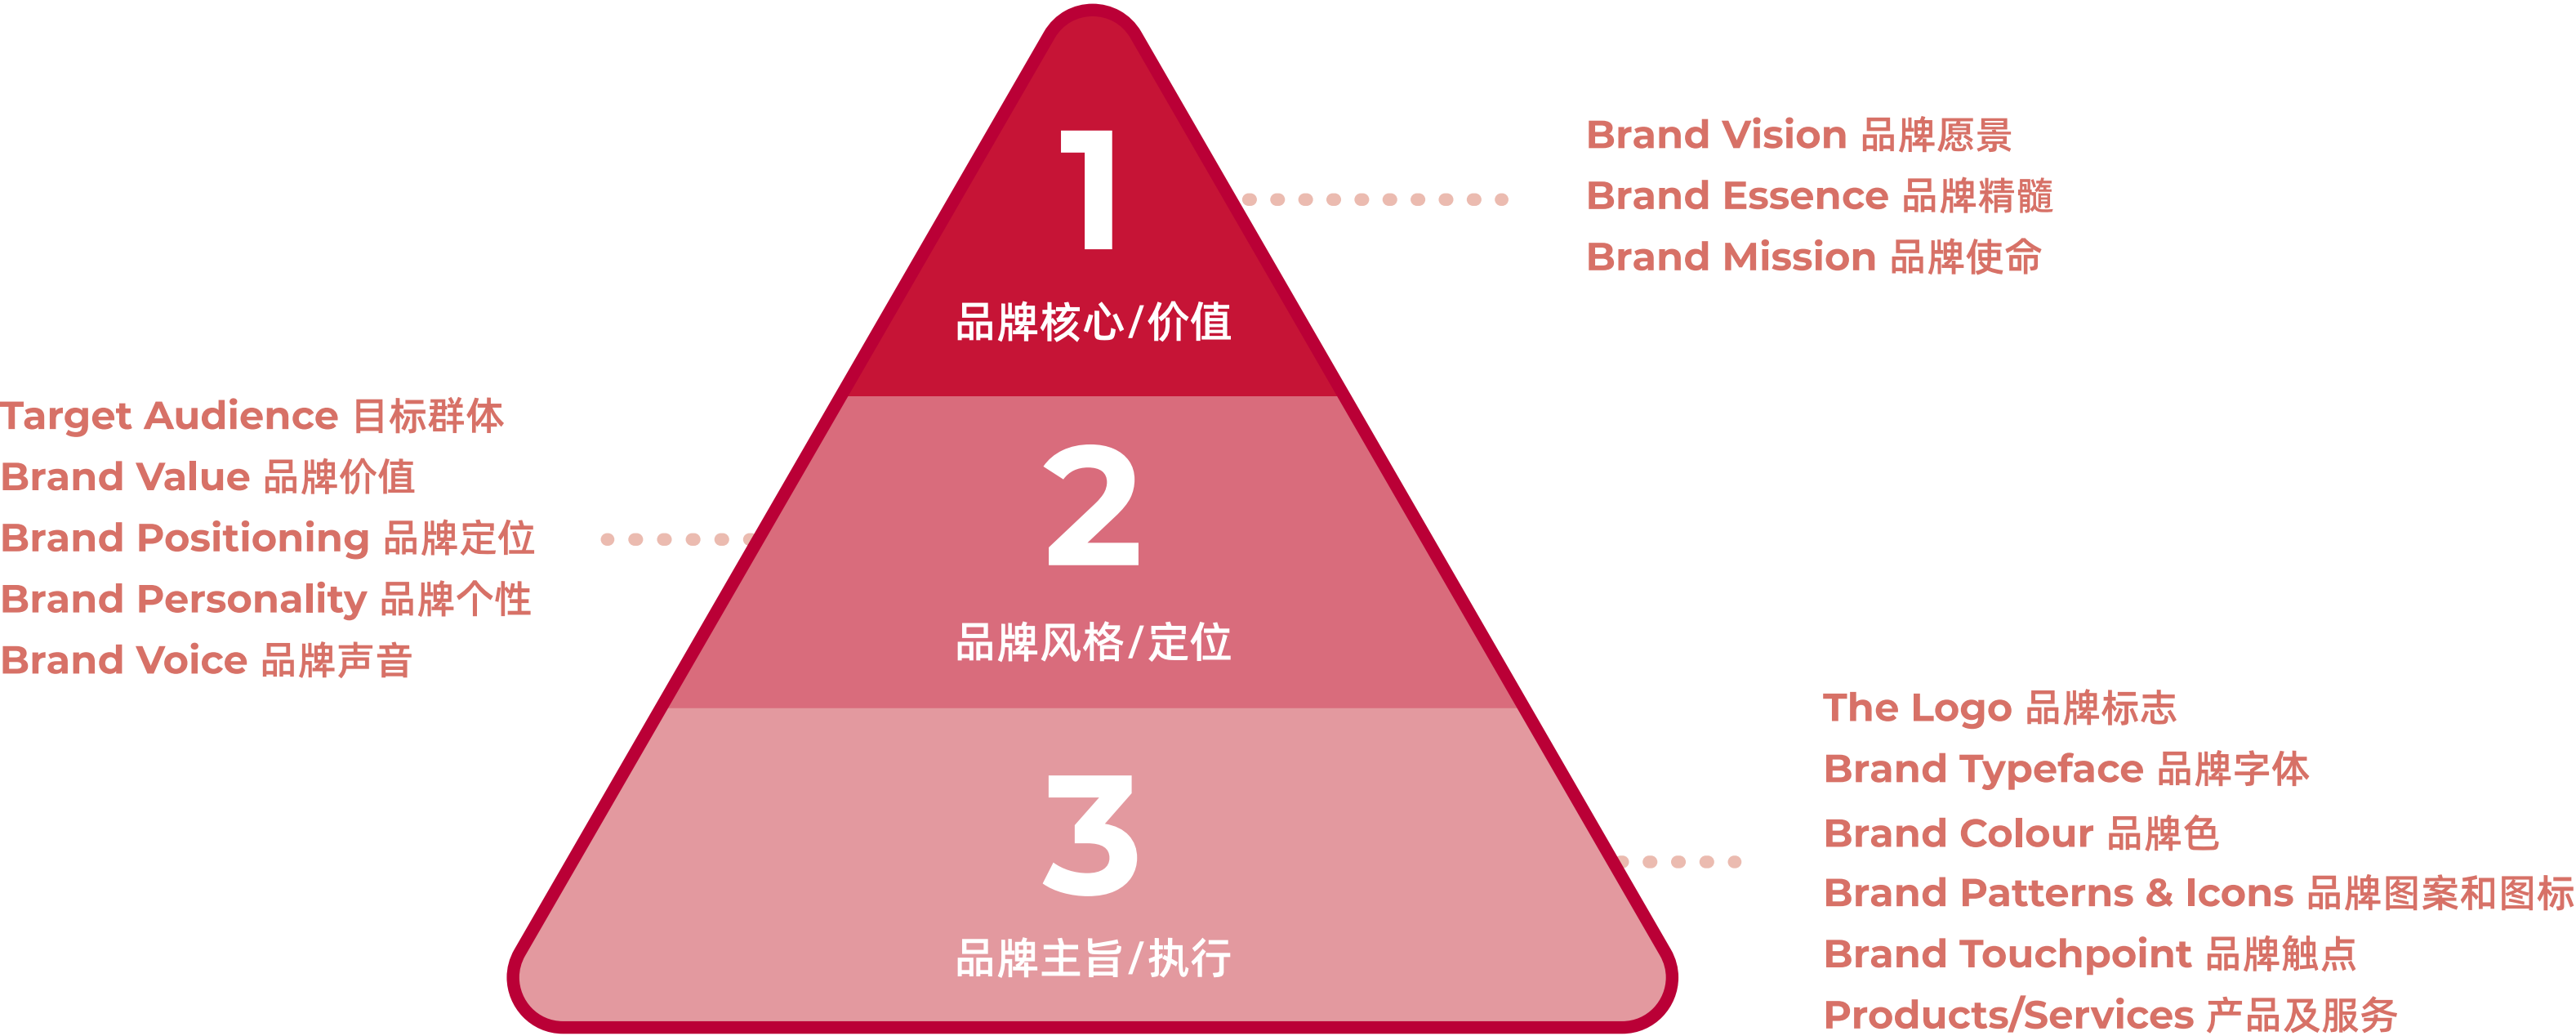 1
品牌核心/价值
Brand Vision 品牌愿景
Brand Essence 品牌精髓
Brand Mission 品牌使命
2
品牌风格/定位
Target Audience 目标群体
Brand Value 品牌价值
Brand Positioning 品牌定位
Brand Personality 品牌个性
Brand Voice 品牌声音
3
品牌主旨/执行
The Logo 品牌标志
Brand Typeface 品牌字体
Brand Colour 品牌色
Brand Patterns & Icons 品牌图案和图标
Brand Touchpoint 品牌触点
Products/Services 产品及服务